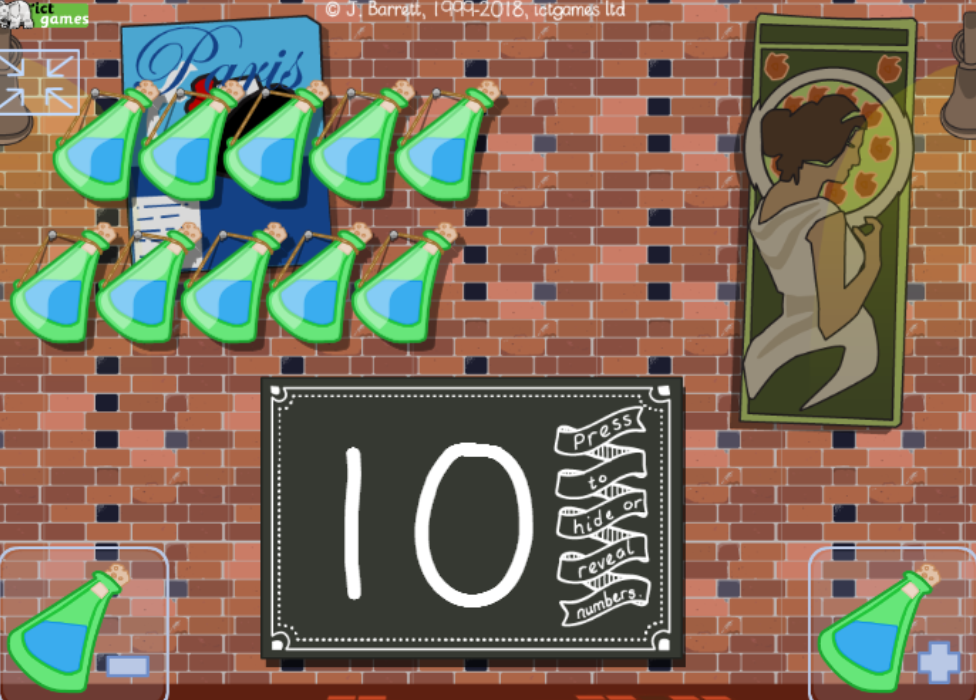 ict
games
© J. Barrett, 1999-2018, ictgames ltd
Paris
10
Press
to
hide or
reveal
numbers.